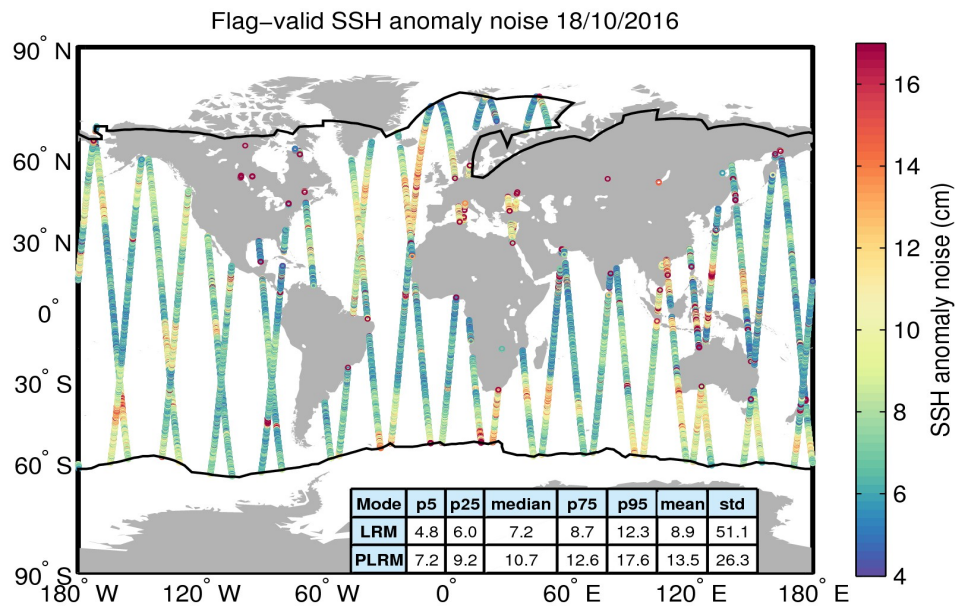 Flag−valid SSH anomaly noise 18/10/2016
90° N
60° N
30° N
0°
30° S
60° S
90° S
180° W 120° W 60° W 0° 60° E 120° E 180° E
Mode p5 p25 median p75 p95 mean std
LRM 4.8 6.0 7.2 8.7 12.3 8.9 51.1
PLRM 7.2 9.2 10.7 12.6 17.6 13.5 26.3
16
14
12
10
8
6
4
SSH anomaly noise (cm)